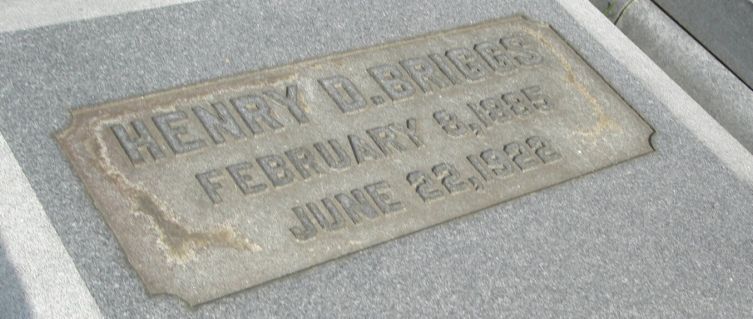 HENRY D. BRIGGS
FEBRUARY 8, 1885
JUNE 22, 1922